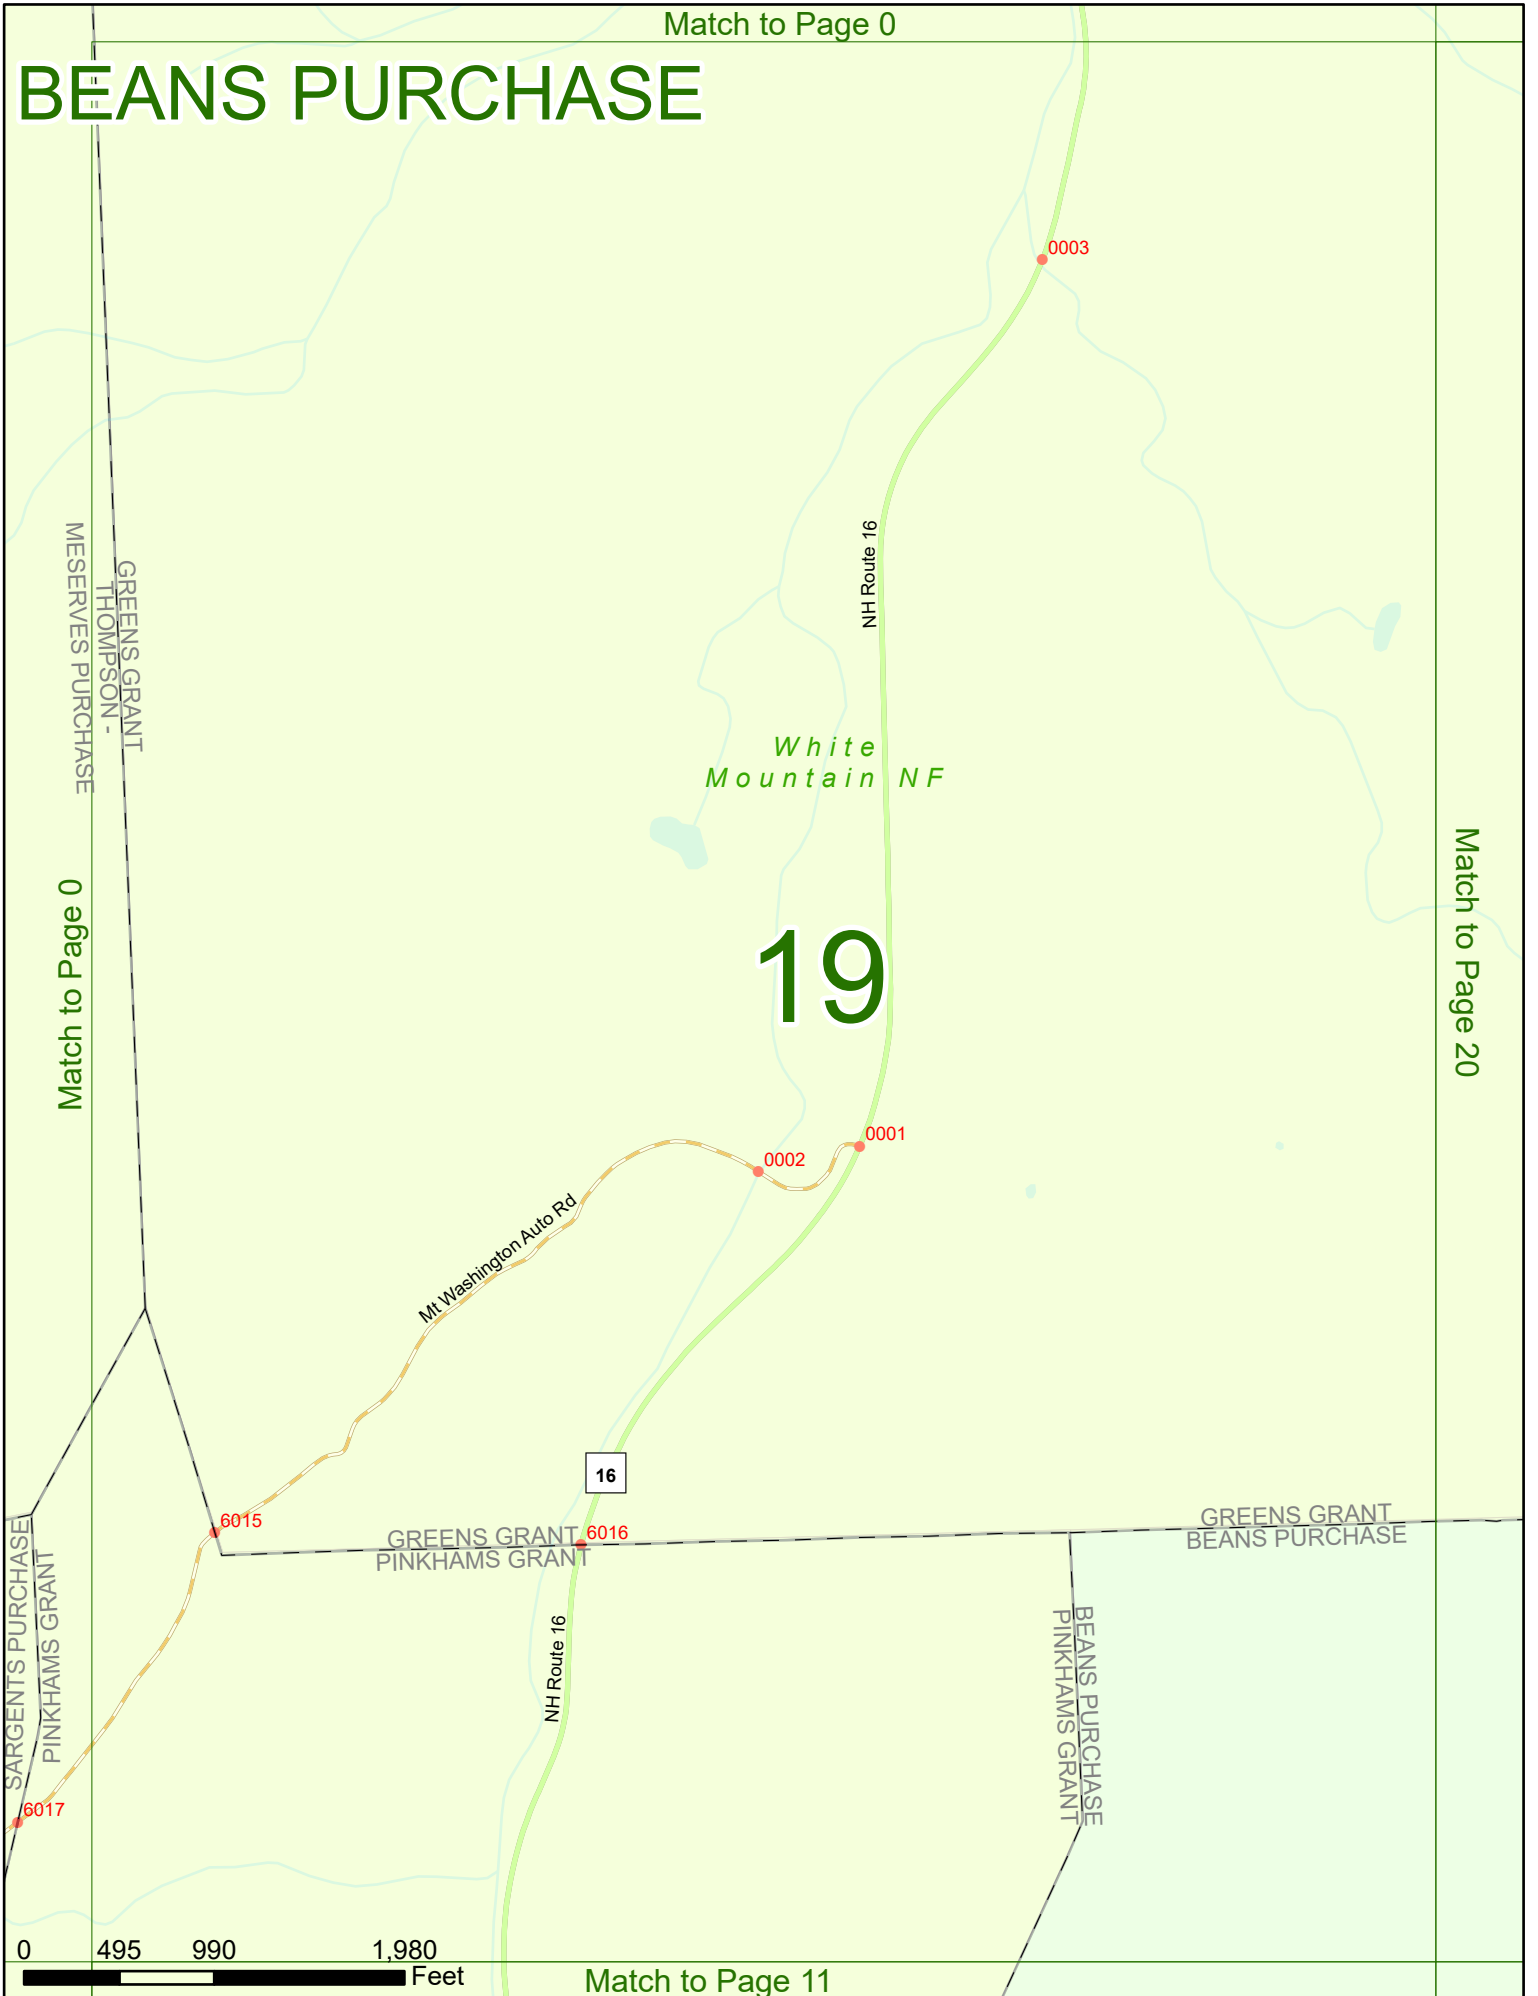 Match to Page 0
BEANS PURCHASE
0003
NH Route 16
GREENS GRANT
THOMPSON -
MESERVES PURCHASE
White
Mountain NF
Match to Page 0
Match to Page 20
19
0001
0002
Mt Washington Auto Rd
16
6015
GREENS GRANT
PINKHAMS GRANT
6016
GREENS GRANT
BEANS PURCHASE
SARGENTS PURCHASE
PINKHAMS GRANT
NH Route 16
BEANS PURCHASE
PINKHAMS GRANT
6017
0 495 990 1,980
Feet
Match to Page 11